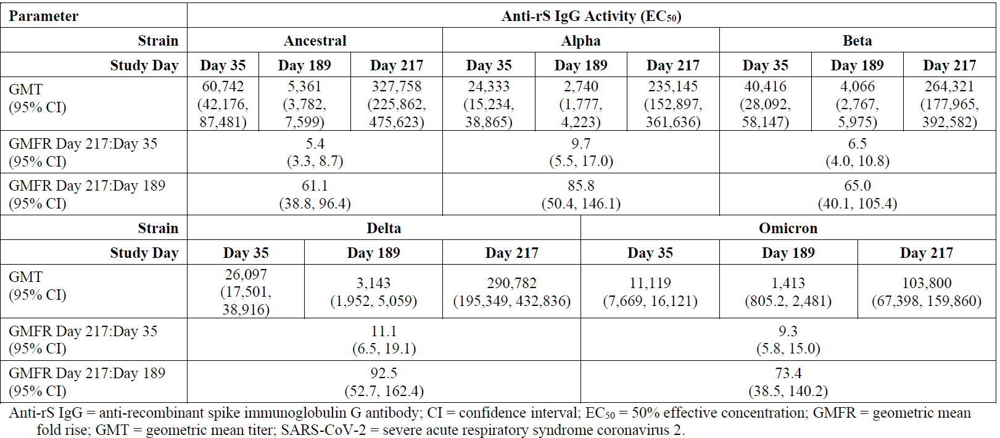 Parameter Anti-rS IgG Activity (EC50)
Strain Ancestral Alpha Beta
Study Day Day 35 Day 189 Day 217 Day 35 Day 189 Day 217 Day 35 Day 189 Day 217
GMT 60,742 5,361 327,758 24,333 2,740 235,145 40,416 4,066 264,321
(95% CI) (42,176, (3,782, (225,862, (15,234, (1,777, (152,897, (28,092, (2,767, (177,965,
87,481) 7,599) 475,623) 38,865) 4,223) 361,636) 58,147) 5,975) 392,582)
GMFR Day 217:Day 35 5.4 9.7 6.5
(95% CI) (3.3, 8.7) (5.5, 17.0) (4.0, 10.8)
GMFR Day 217:Day 189 61.1 85.8 65.0
(95% CI) (38.8, 96.4) (50.4, 146.1) (40.1, 105.4)
Strain Delta Omicron
Study Day Day 35 Day 189 Day 217 Day 35 Day 189 Day 217
GMT 26,097 3,143 290,782 11,119 1,413 103,800
(95% CI) (17,501, (1,952, 5,059) (195,349, 432,836) (7,669, 16,121) (805.2, 2,481) (67,398, 159,860)
38,916)
GMFR Day 217:Day 35 11.1 9.3
(95% CI) (6.5, 19.1) (5.8, 15.0)
GMFR Day 217:Day 189 92.5 73.4
(95% CI) (52.7, 162.4) (38.5, 140.2)
Anti-rS IgG = anti-recombinant spike immunoglobulin G antibody; CI = confidence interval; EC50 = 50% effective concentration; GMFR = geometric mean
fold rise; GMT = geometric mean titer; SARS-CoV-2 = severe acute respiratory syndrome coronavirus 2.